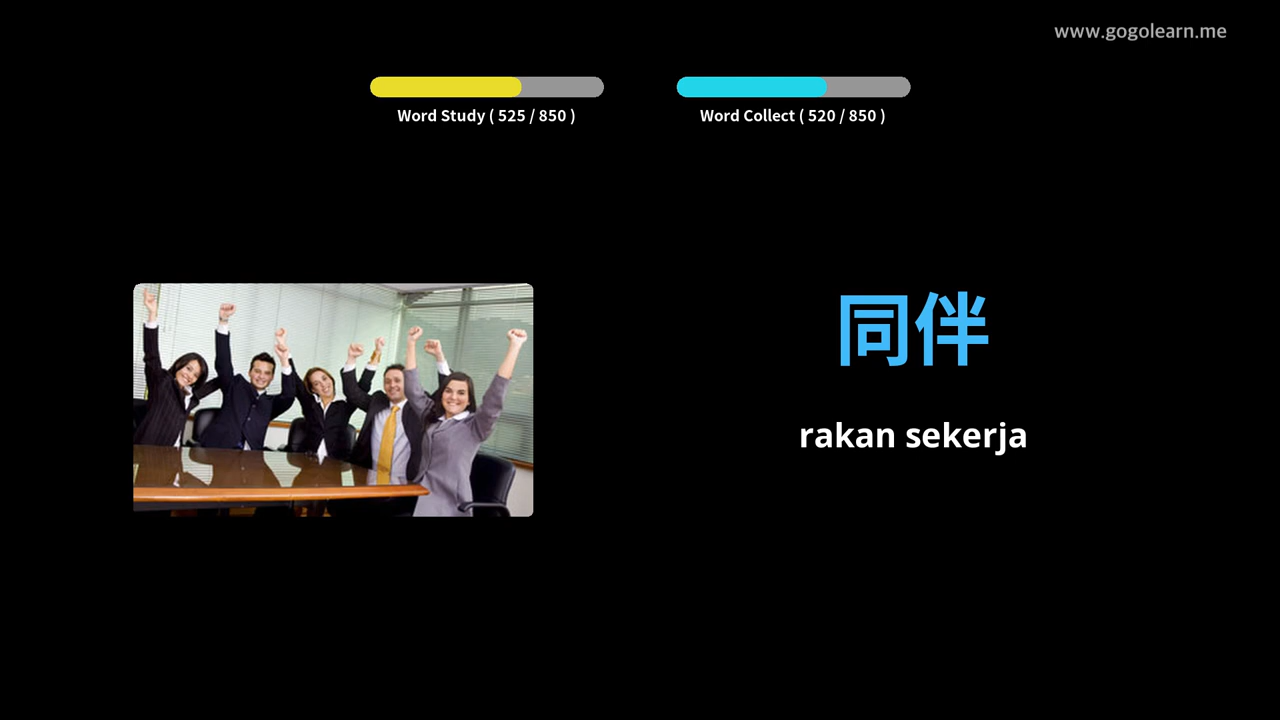 www.gogolearn.me
Word Study ( 525 / 850 )
Word Collect ( 520 / 850 )
同伴
rakan sekerja